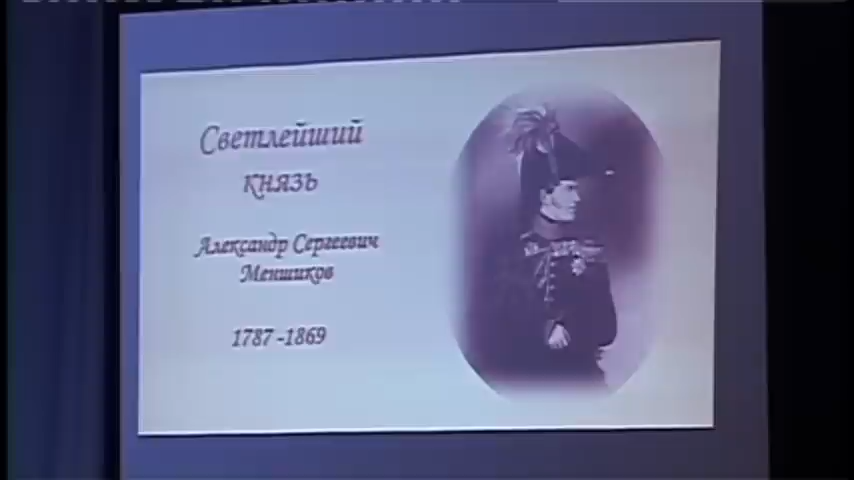 Светлейший
князь
Александр Сергеевич
Меншиков
1787-1869